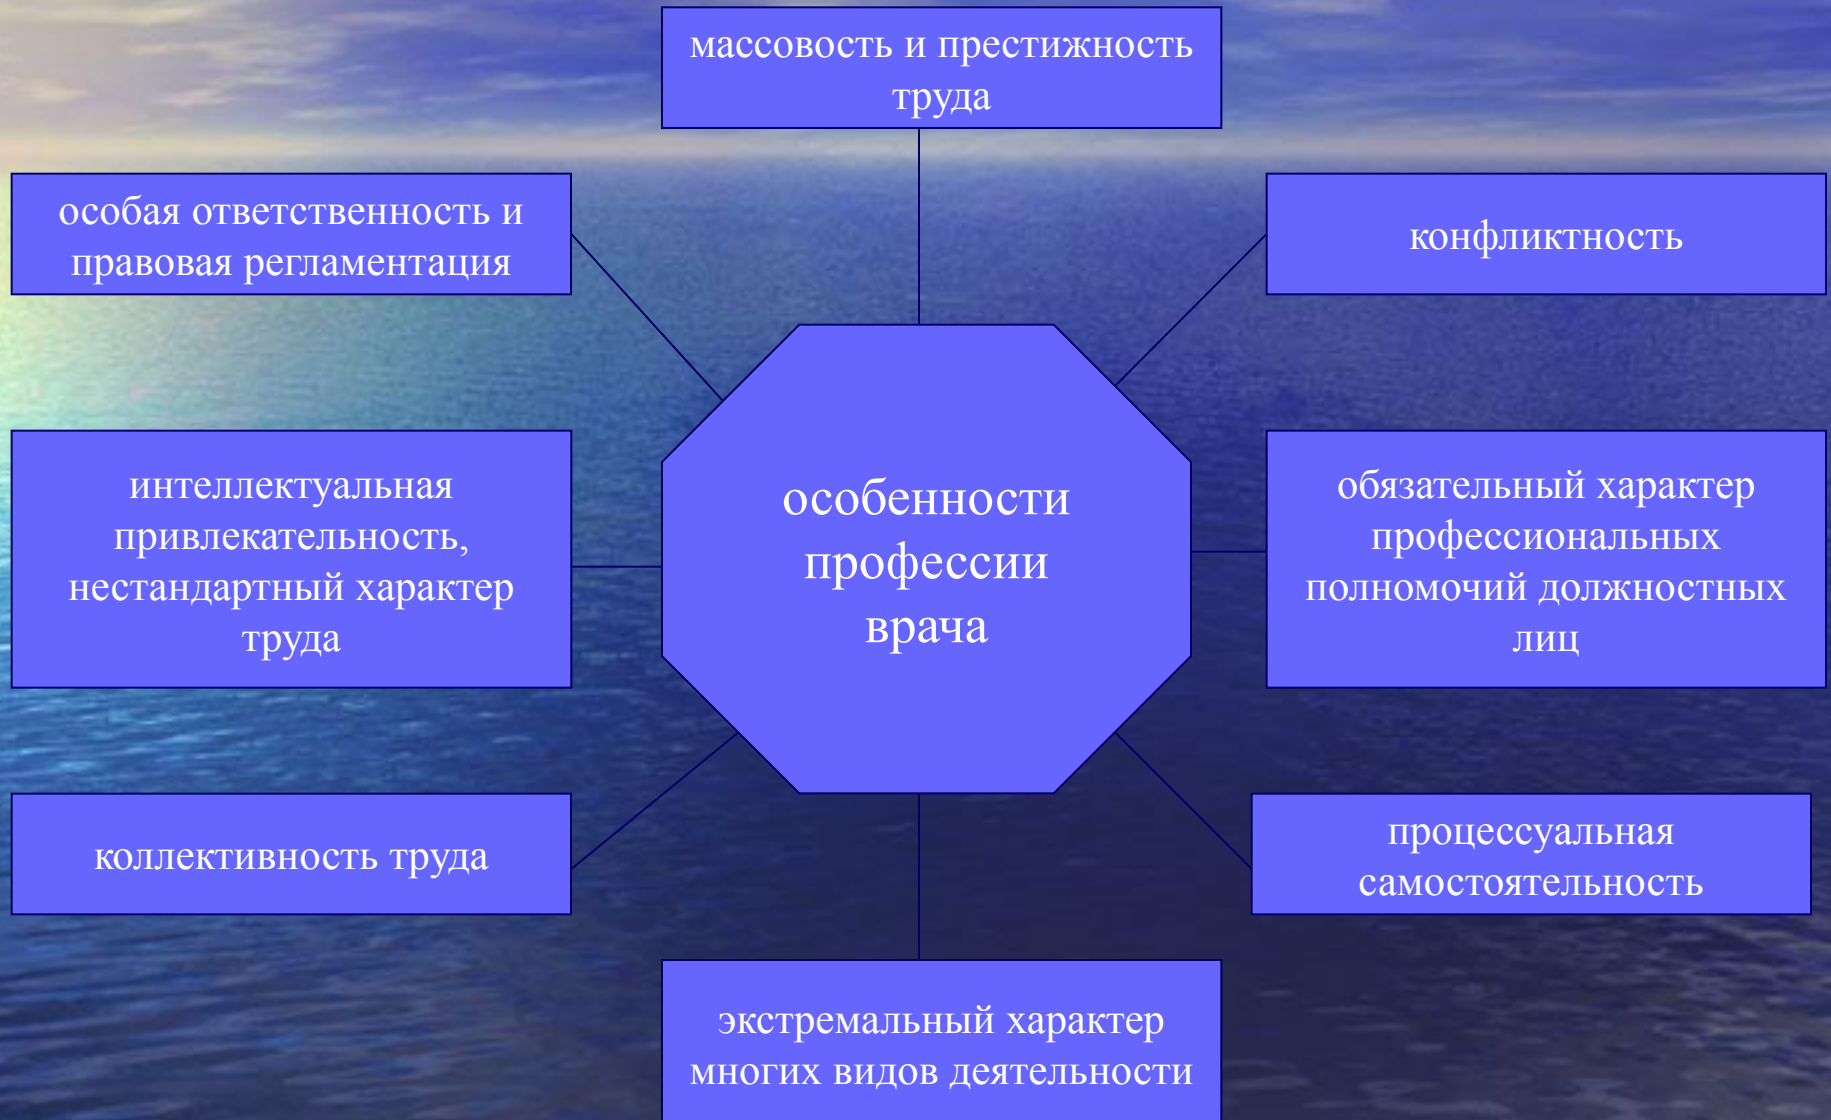 массовость и престижность
труда
особая ответственность и
правовая регламентация
конфликтность
интеллектуальная
привлекательность,
нестандартный характер
труда
особенности
профессии
врача
обязательный характер
профессиональных
полномочий должностных
лиц
коллективность труда
процессуальная
самостоятельность
экстремальный характер
многих видов деятельности